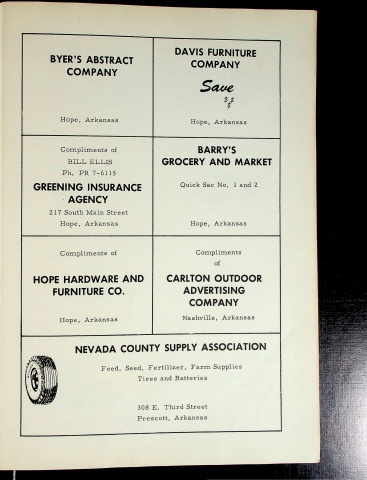 BYER'S ABSTRACT
COMPANY
Hope, Arkansas
DAVIS FURNITURE
COMPANY
Save
$ $
$
Hope, Arkansas
Compliments of
BILL ELLIS
Ph. PR 7-6115
GREENING INSURANCE
AGENCY
217 South Main Street
Hope, Arkansas
BARRY'S
GROCERY AND MARKET
Quick Sac No. 1 and 2
Hope, Arkansas
Compliments of
HOPE HARDWARE AND
FURNITURE CO.
Hope, Arkansas
Compliments
of
CARLTON OUTDOOR
ADVERTISING
COMPANY
Nashville, Arkansas
NEVADA COUNTY SUPPLY ASSOCIATION
Feed, Seed, Fertilizer, Farm Supplies
Tires and Batteries
308 E. Third Street
Prescott, Arkansas